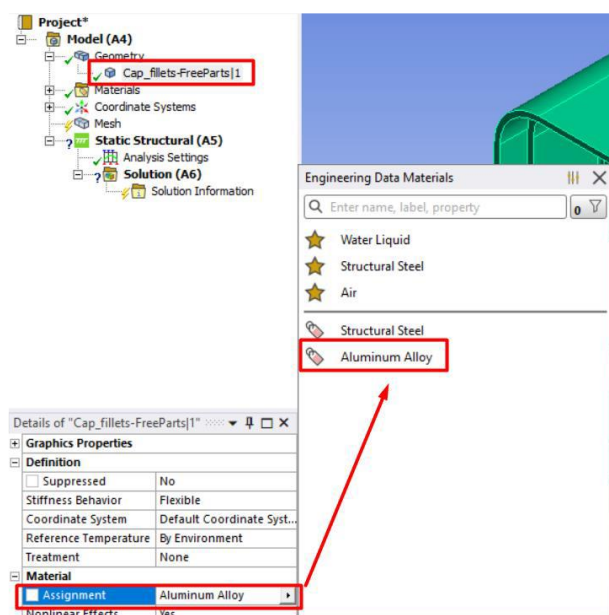 Project*
Model (A4)
Geometry
Cap_fillets-FreeParts|1
Materials
Coordinate Systems
Mesh
Static Structural (A5)
Analysis Settings
Solution (A6)
Solution Information
Engineering Data Materials
Enter name, label, property
0
Water Liquid
Structural Steel
Air
Structural Steel
Aluminum Alloy
Details of "Cap_fillets-FreeParts|1"
Graphics Properties
Definition
Suppressed No
Stiffness Behavior Flexible
Coordinate System Default Coordinate Syst...
Reference Temperature By Environment
Treatment None
Material
Assignment Aluminum Alloy
Nonlinear Effects Yes